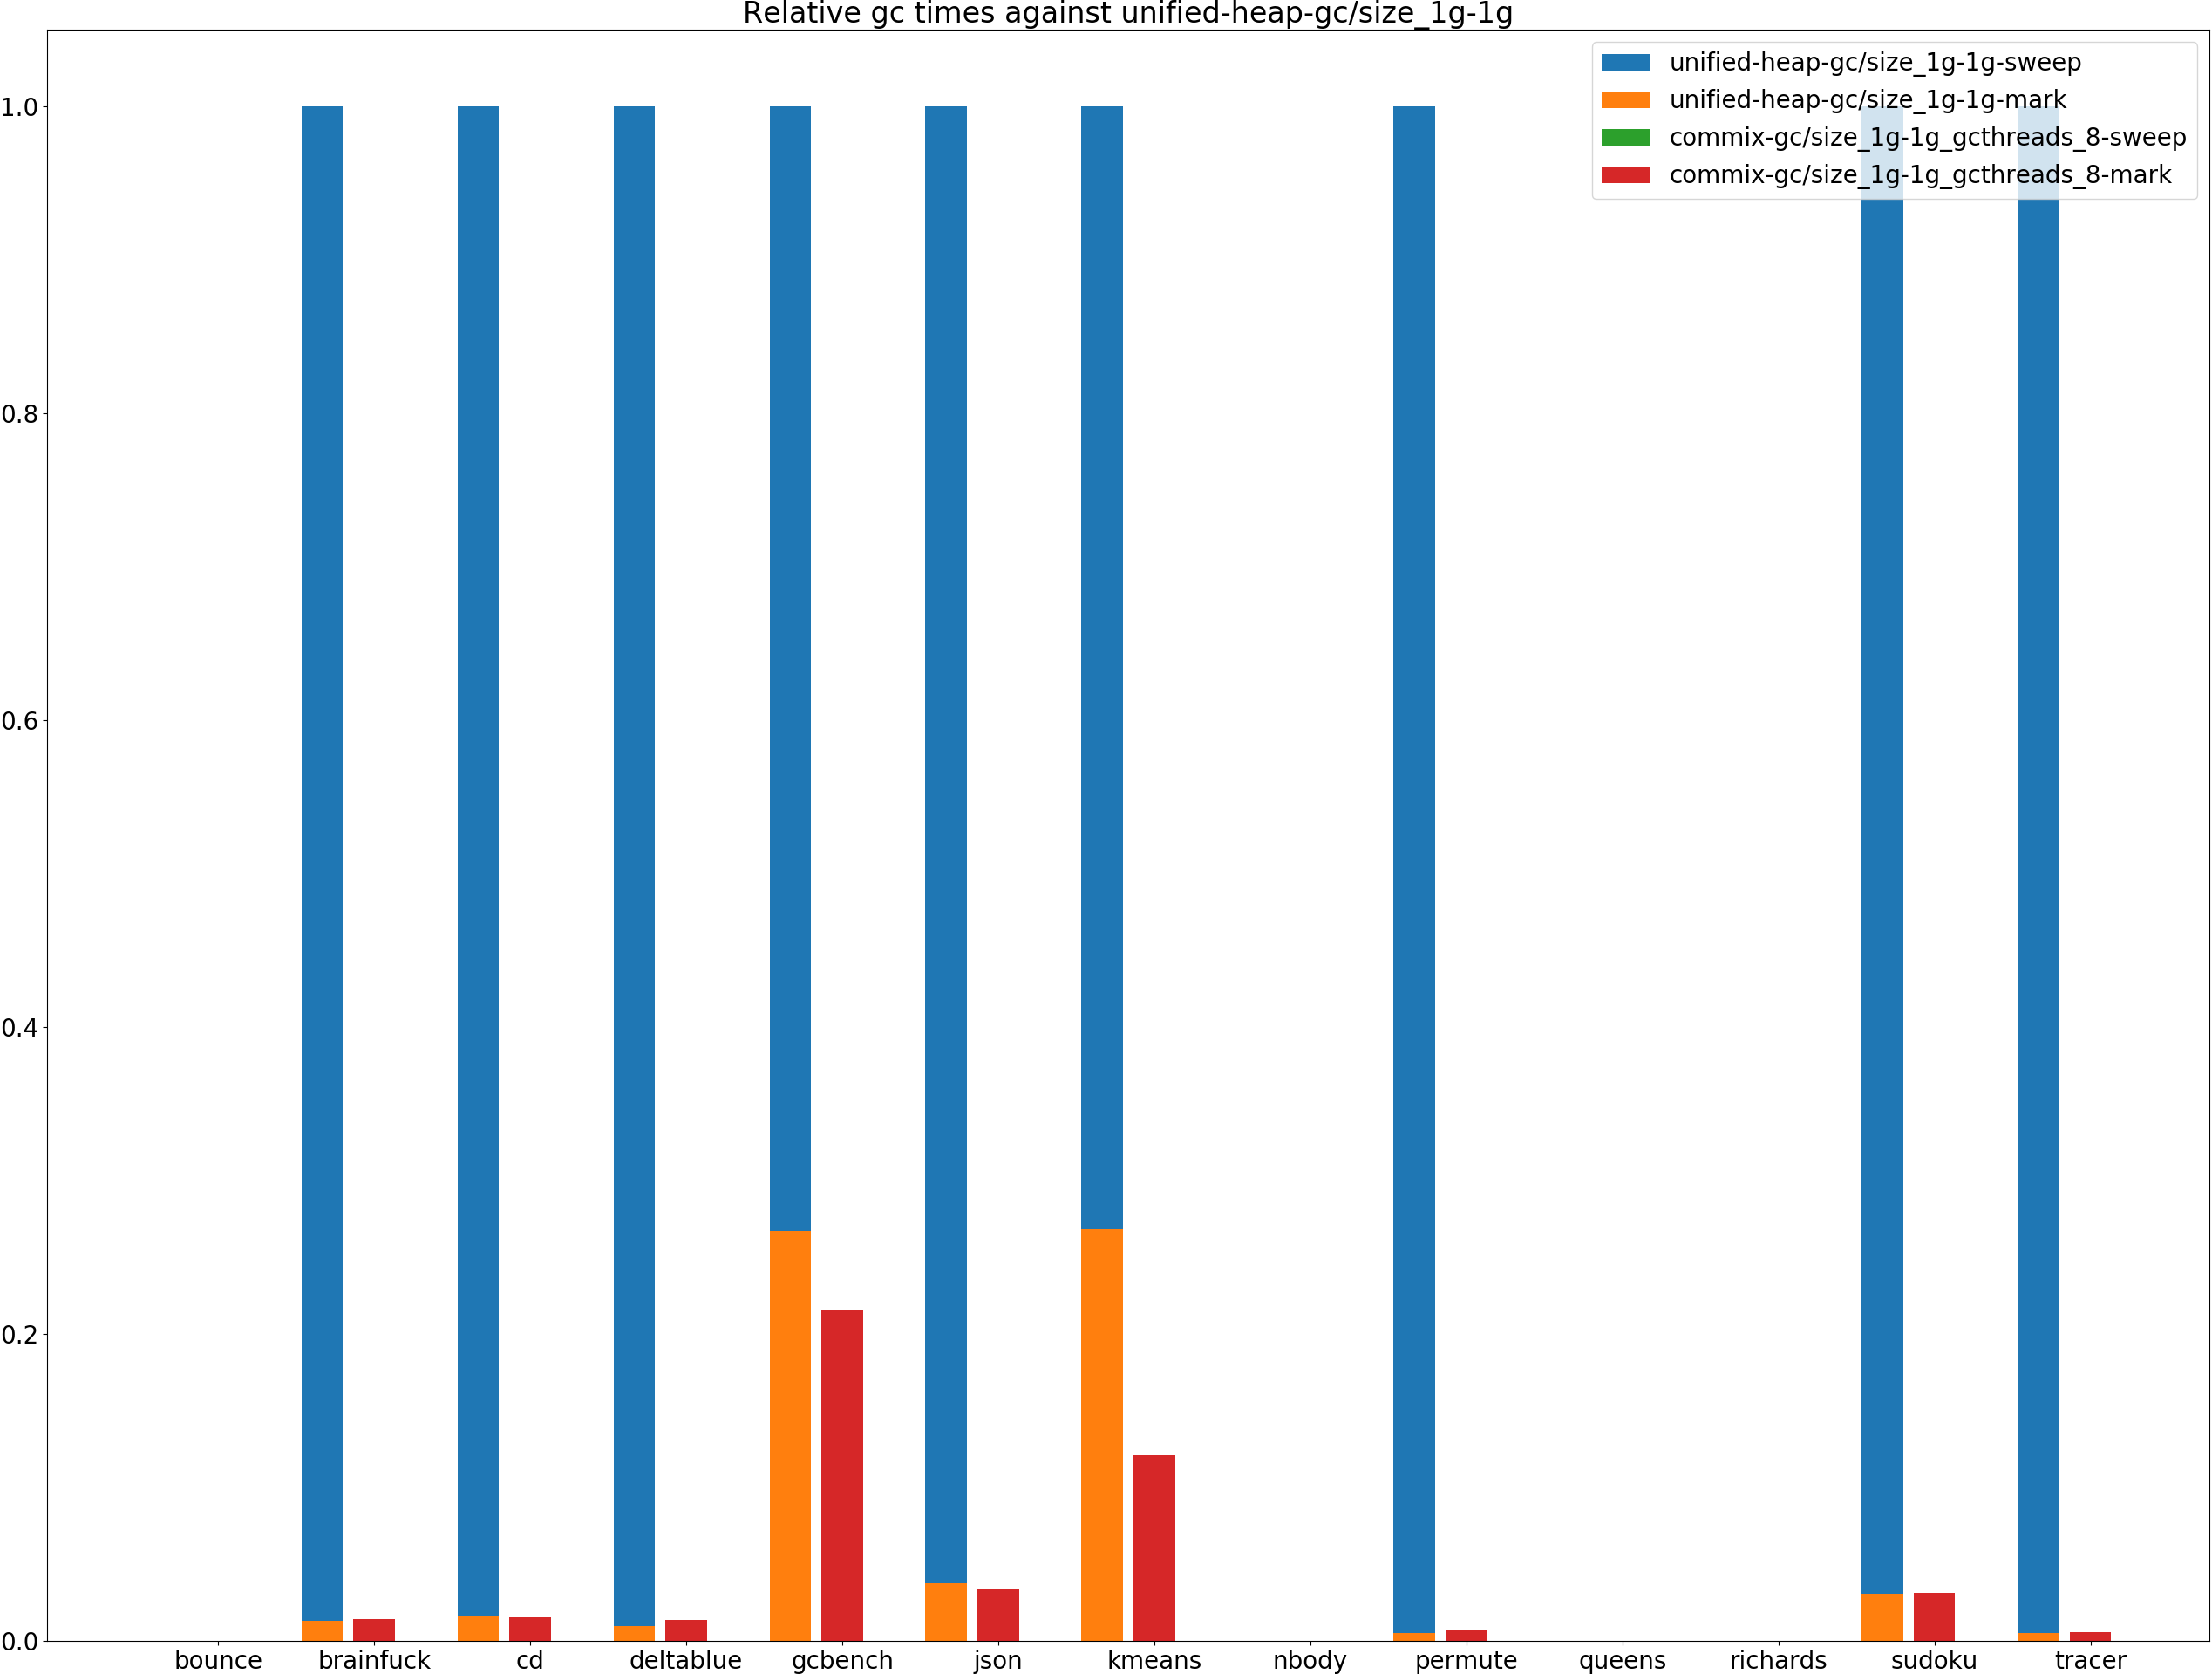 Relative gc times against unified-heap-gc/size_1g-1g
unified-heap-gc/size_1g-1g-sweep
unified-heap-gc/size_1g-1g-mark
commix-gc/size_1g-1g_gcthreads_8-sweep
commix-gc/size_1g-1g_gcthreads_8-mark
1.0
0.8
0.6
0.4
0.2
0.0
bounce brainfuck cd deltablue gcbench json kmeans nbody permute queens richards sudoku tracer